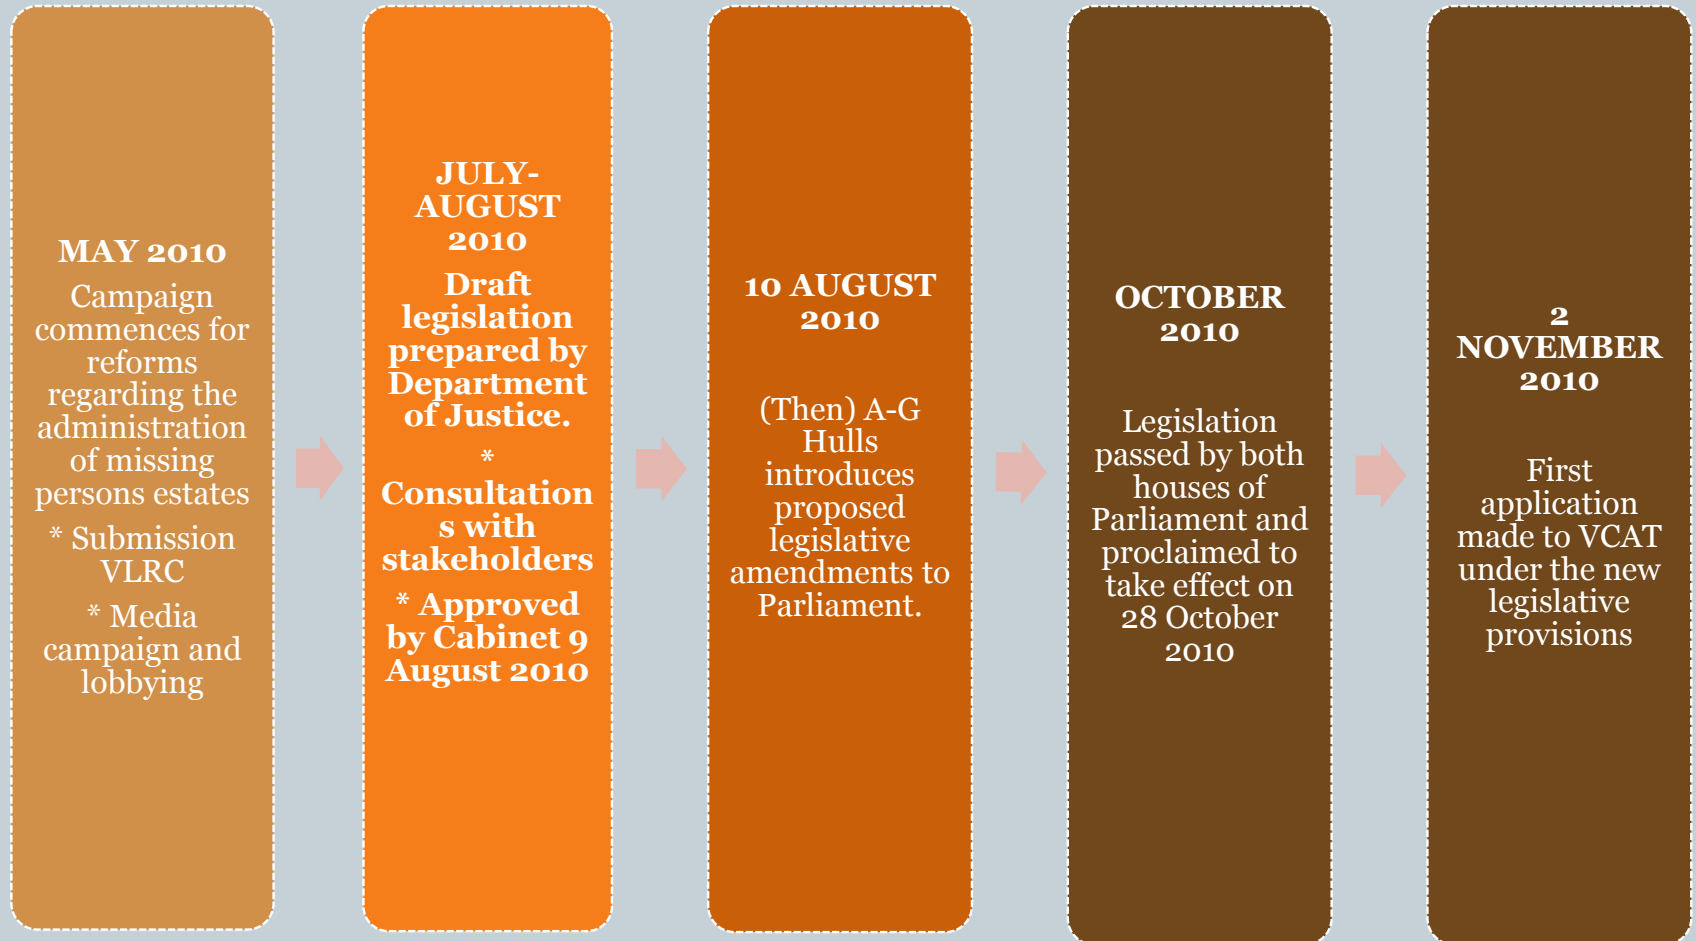 MAY 2010
Campaign
commences for
reforms
regarding the
administration
of missing
persons estates
* Submission
VLRC
* Media
campaign and
lobbying
JULY-
AUGUST
2010
Draft
legislation
prepared by
Department
of Justice.
*
Consultation
s with
stakeholders
* Approved
by Cabinet 9
August 2010
10 AUGUST
2010
(Then) A-G
Hulls
introduces
proposed
legislative
amendments to
Parliament.
OCTOBER
2010
Legislation
passed by both
houses of
Parliament and
proclaimed to
take effect on
28 October
2010
2
NOVEMBER
2010
First
application
made to VCAT
under the new
legislative
provisions